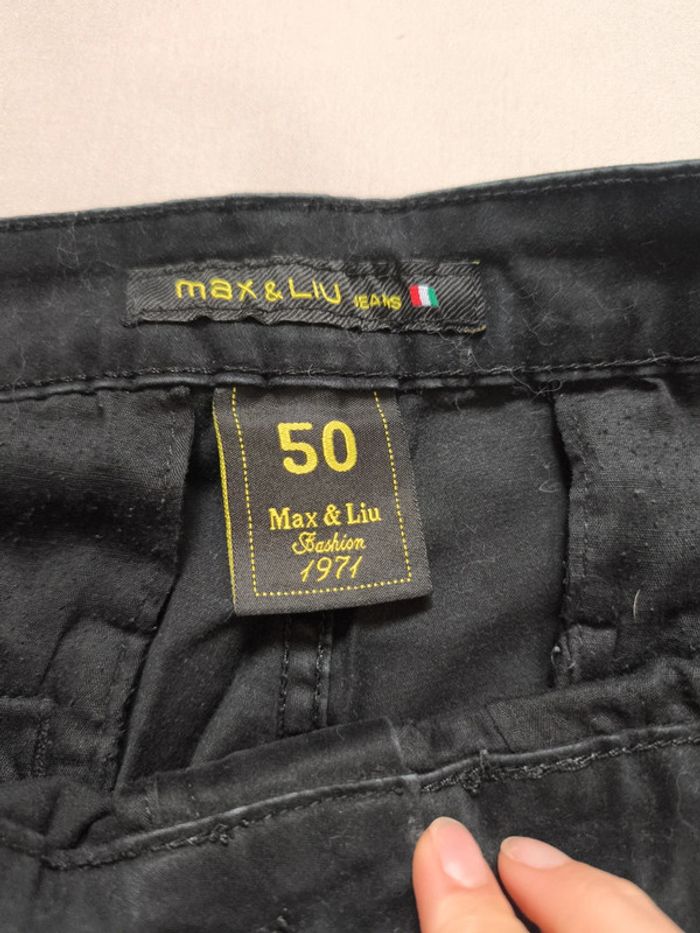 max & LIU JEANS
50
Max & Liu
Fashion
1971